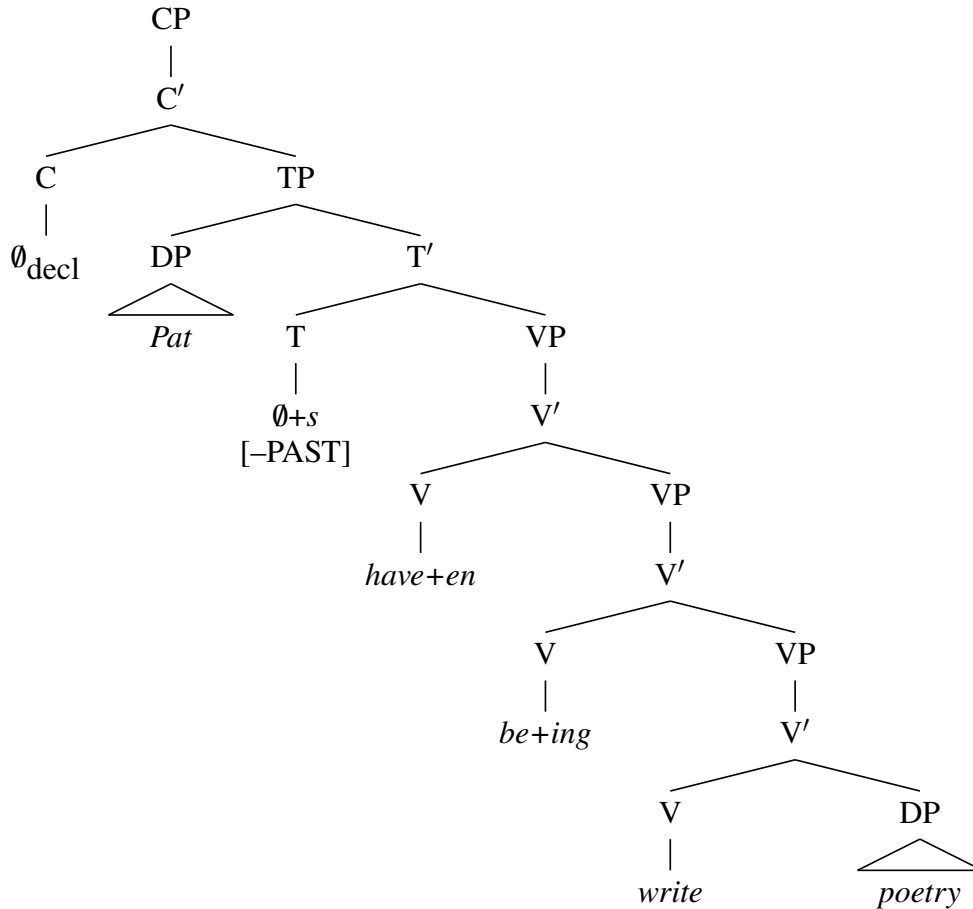 CP
C′
C TP
∅decl DP T′
Pat T VP
∅+s V′
[–PAST]
V VP
have+en V′
V VP
be+ing V′
V DP
write poetry